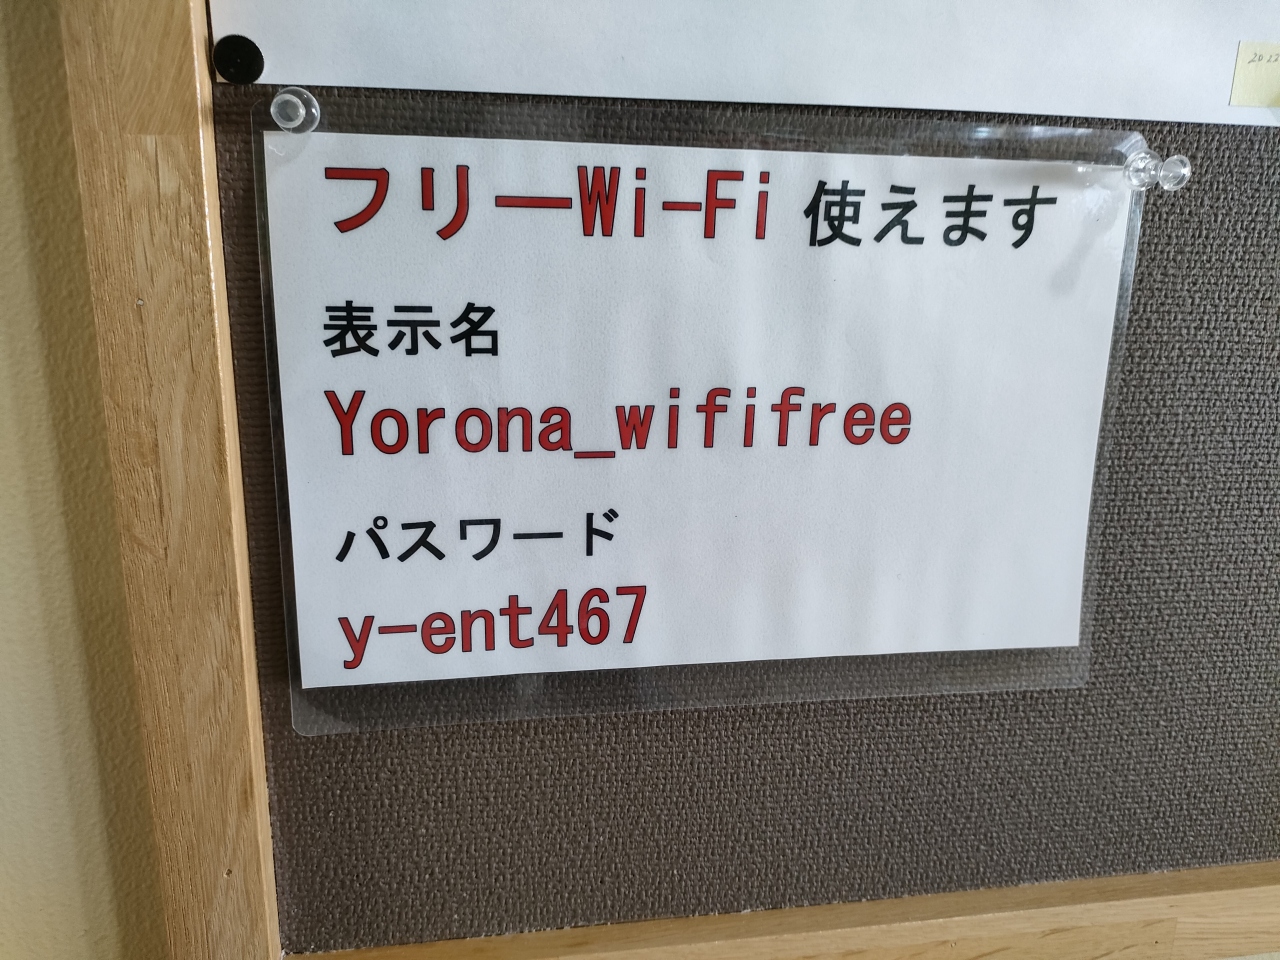 フリーWi-Fi 使えます
表示名
Yorona_wififree
パスワード
y-ent467